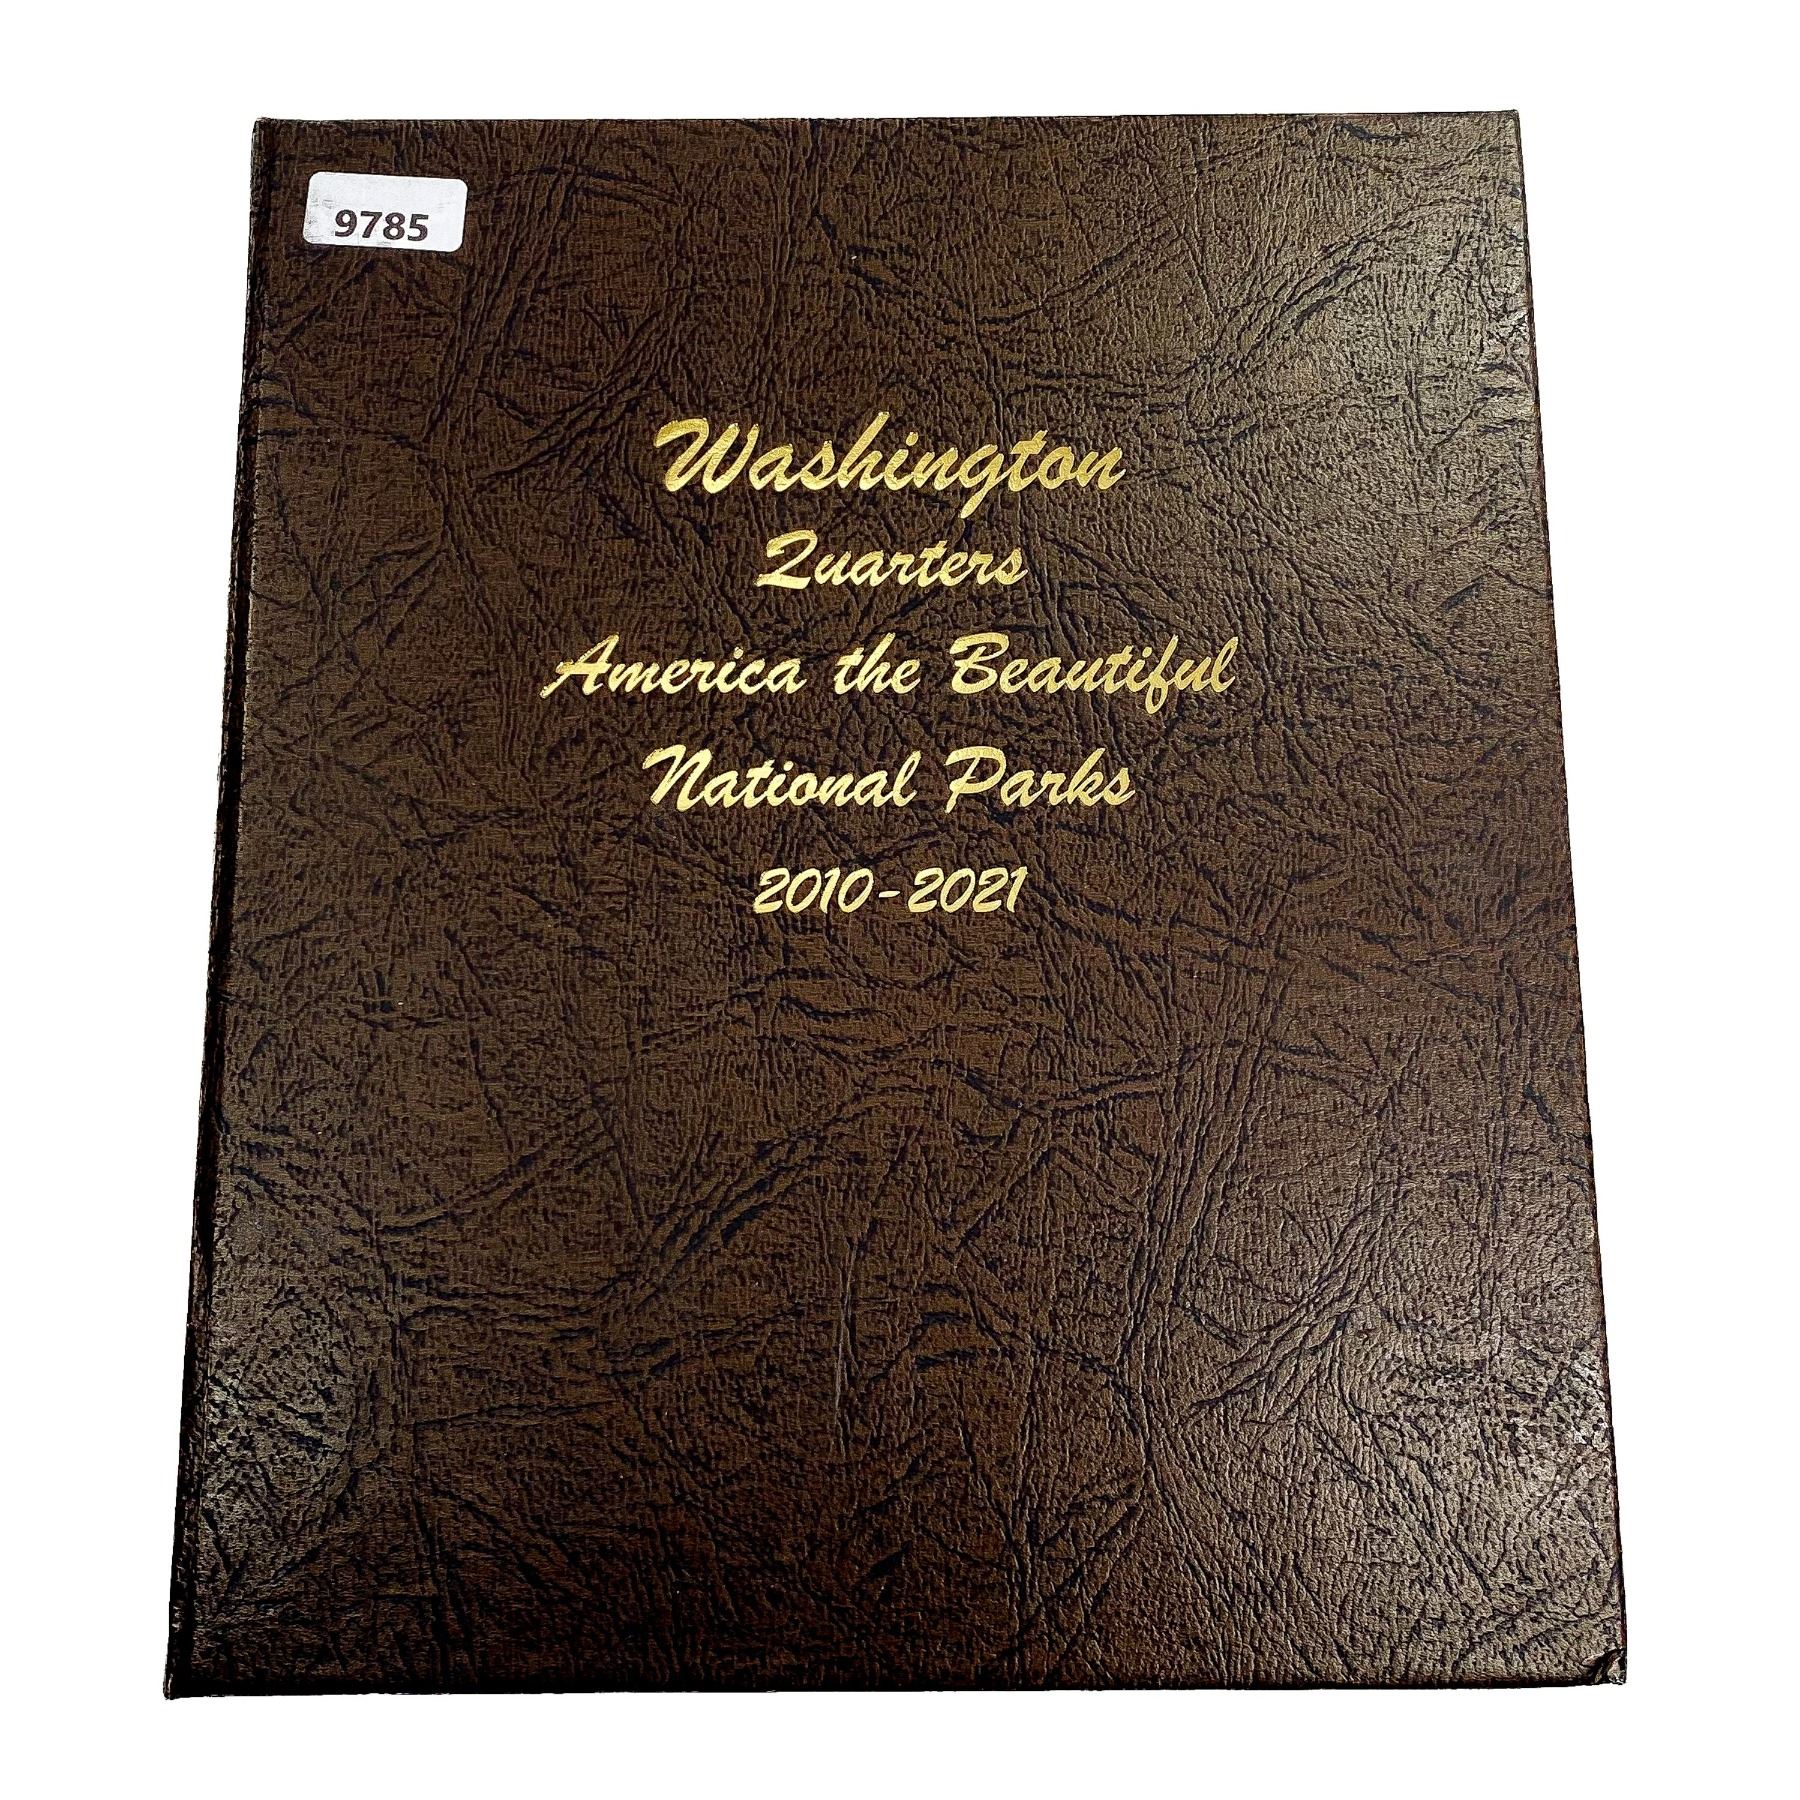 9785
Washington
Quarters
America the Beautiful
National Parks
2010-2021